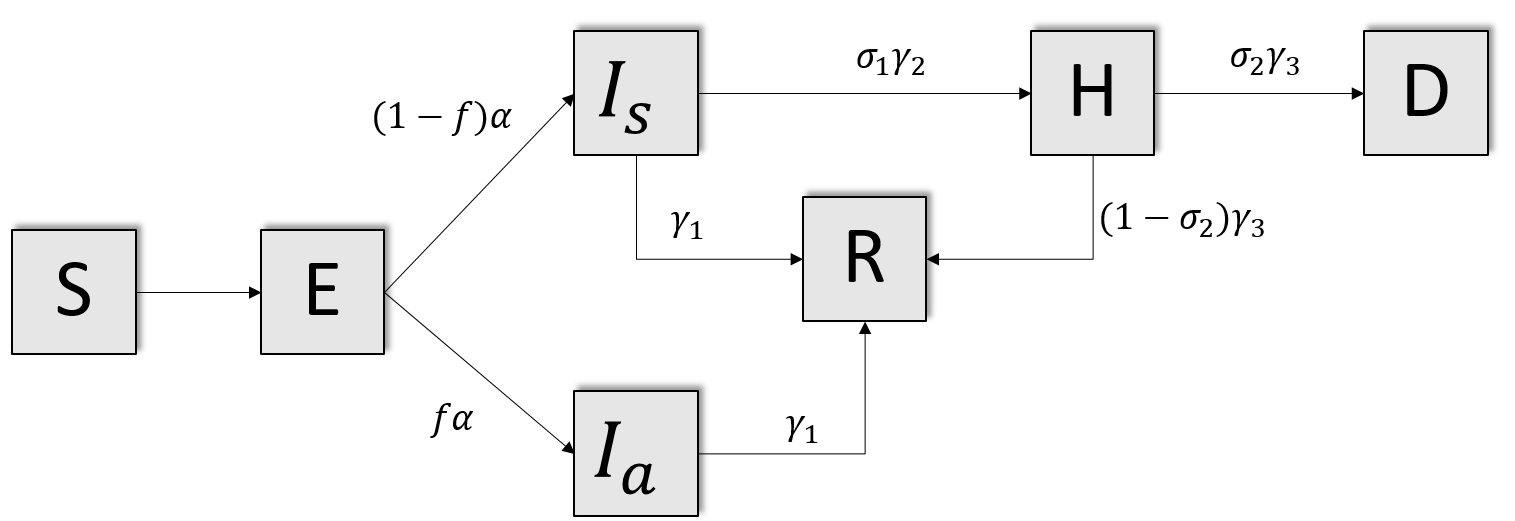 I_s
σ₁γ₂
H
σ₂γ₃
D
(1 − f)α
γ₁
R
(1 − σ₂)γ₃
S
E
fα
I_a
γ₁